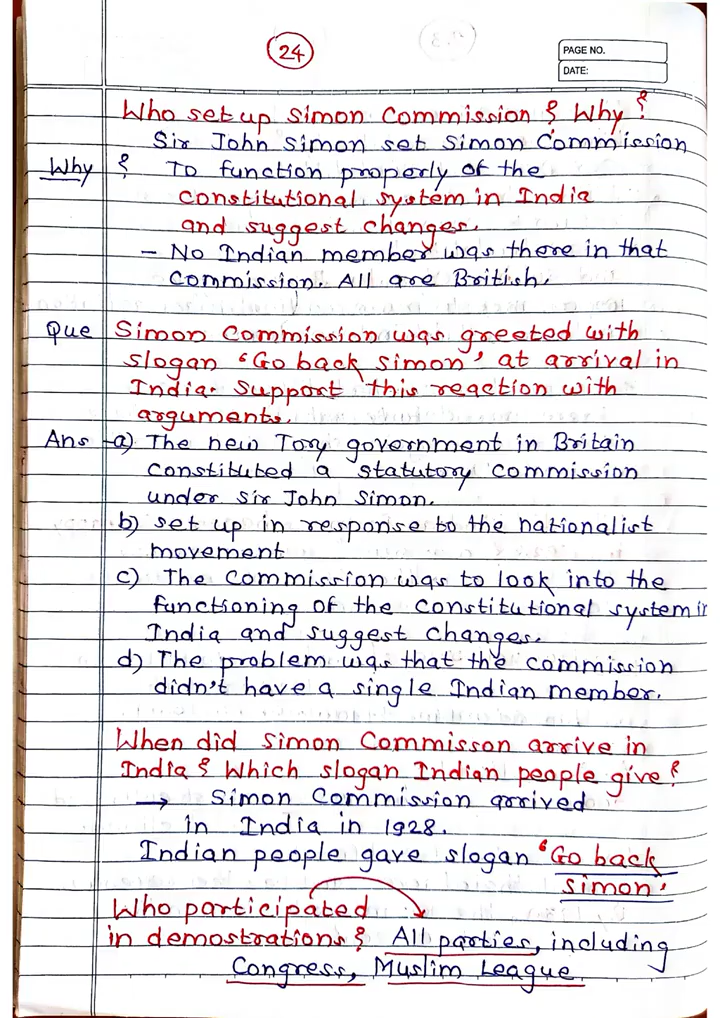 24
PAGE NO.
DATE:
Who set up Simon Commission ? Why ?
Sir John Simon set Simon Commission
Why ? To function properly of the
constitutional system in India
and suggest changes.
- No Indian member was there in that
Commission. All are British.
Que Simon Commission was greeted with
slogan 'Go back simon' at arrival in
India. Support this reaction with
arguments.
Ans a) The new Tory government in Britain
constituted a statutory commission
under Sir John Simon.
b) set up in response to the nationalist
movement
c) The Commission was to look into the
functioning of the constitutional system in
India and suggest changes.
d) The problem was that the commission
didn't have a single Indian member.
When did Simon Commisson arrive in
India ? Which slogan Indian people give ?
→ Simon Commission arrived
in India in 1928.
Indian people gave slogan 'Go back
simon'
Who participated
in demostrations ? All parties, including
Congress, Muslim League